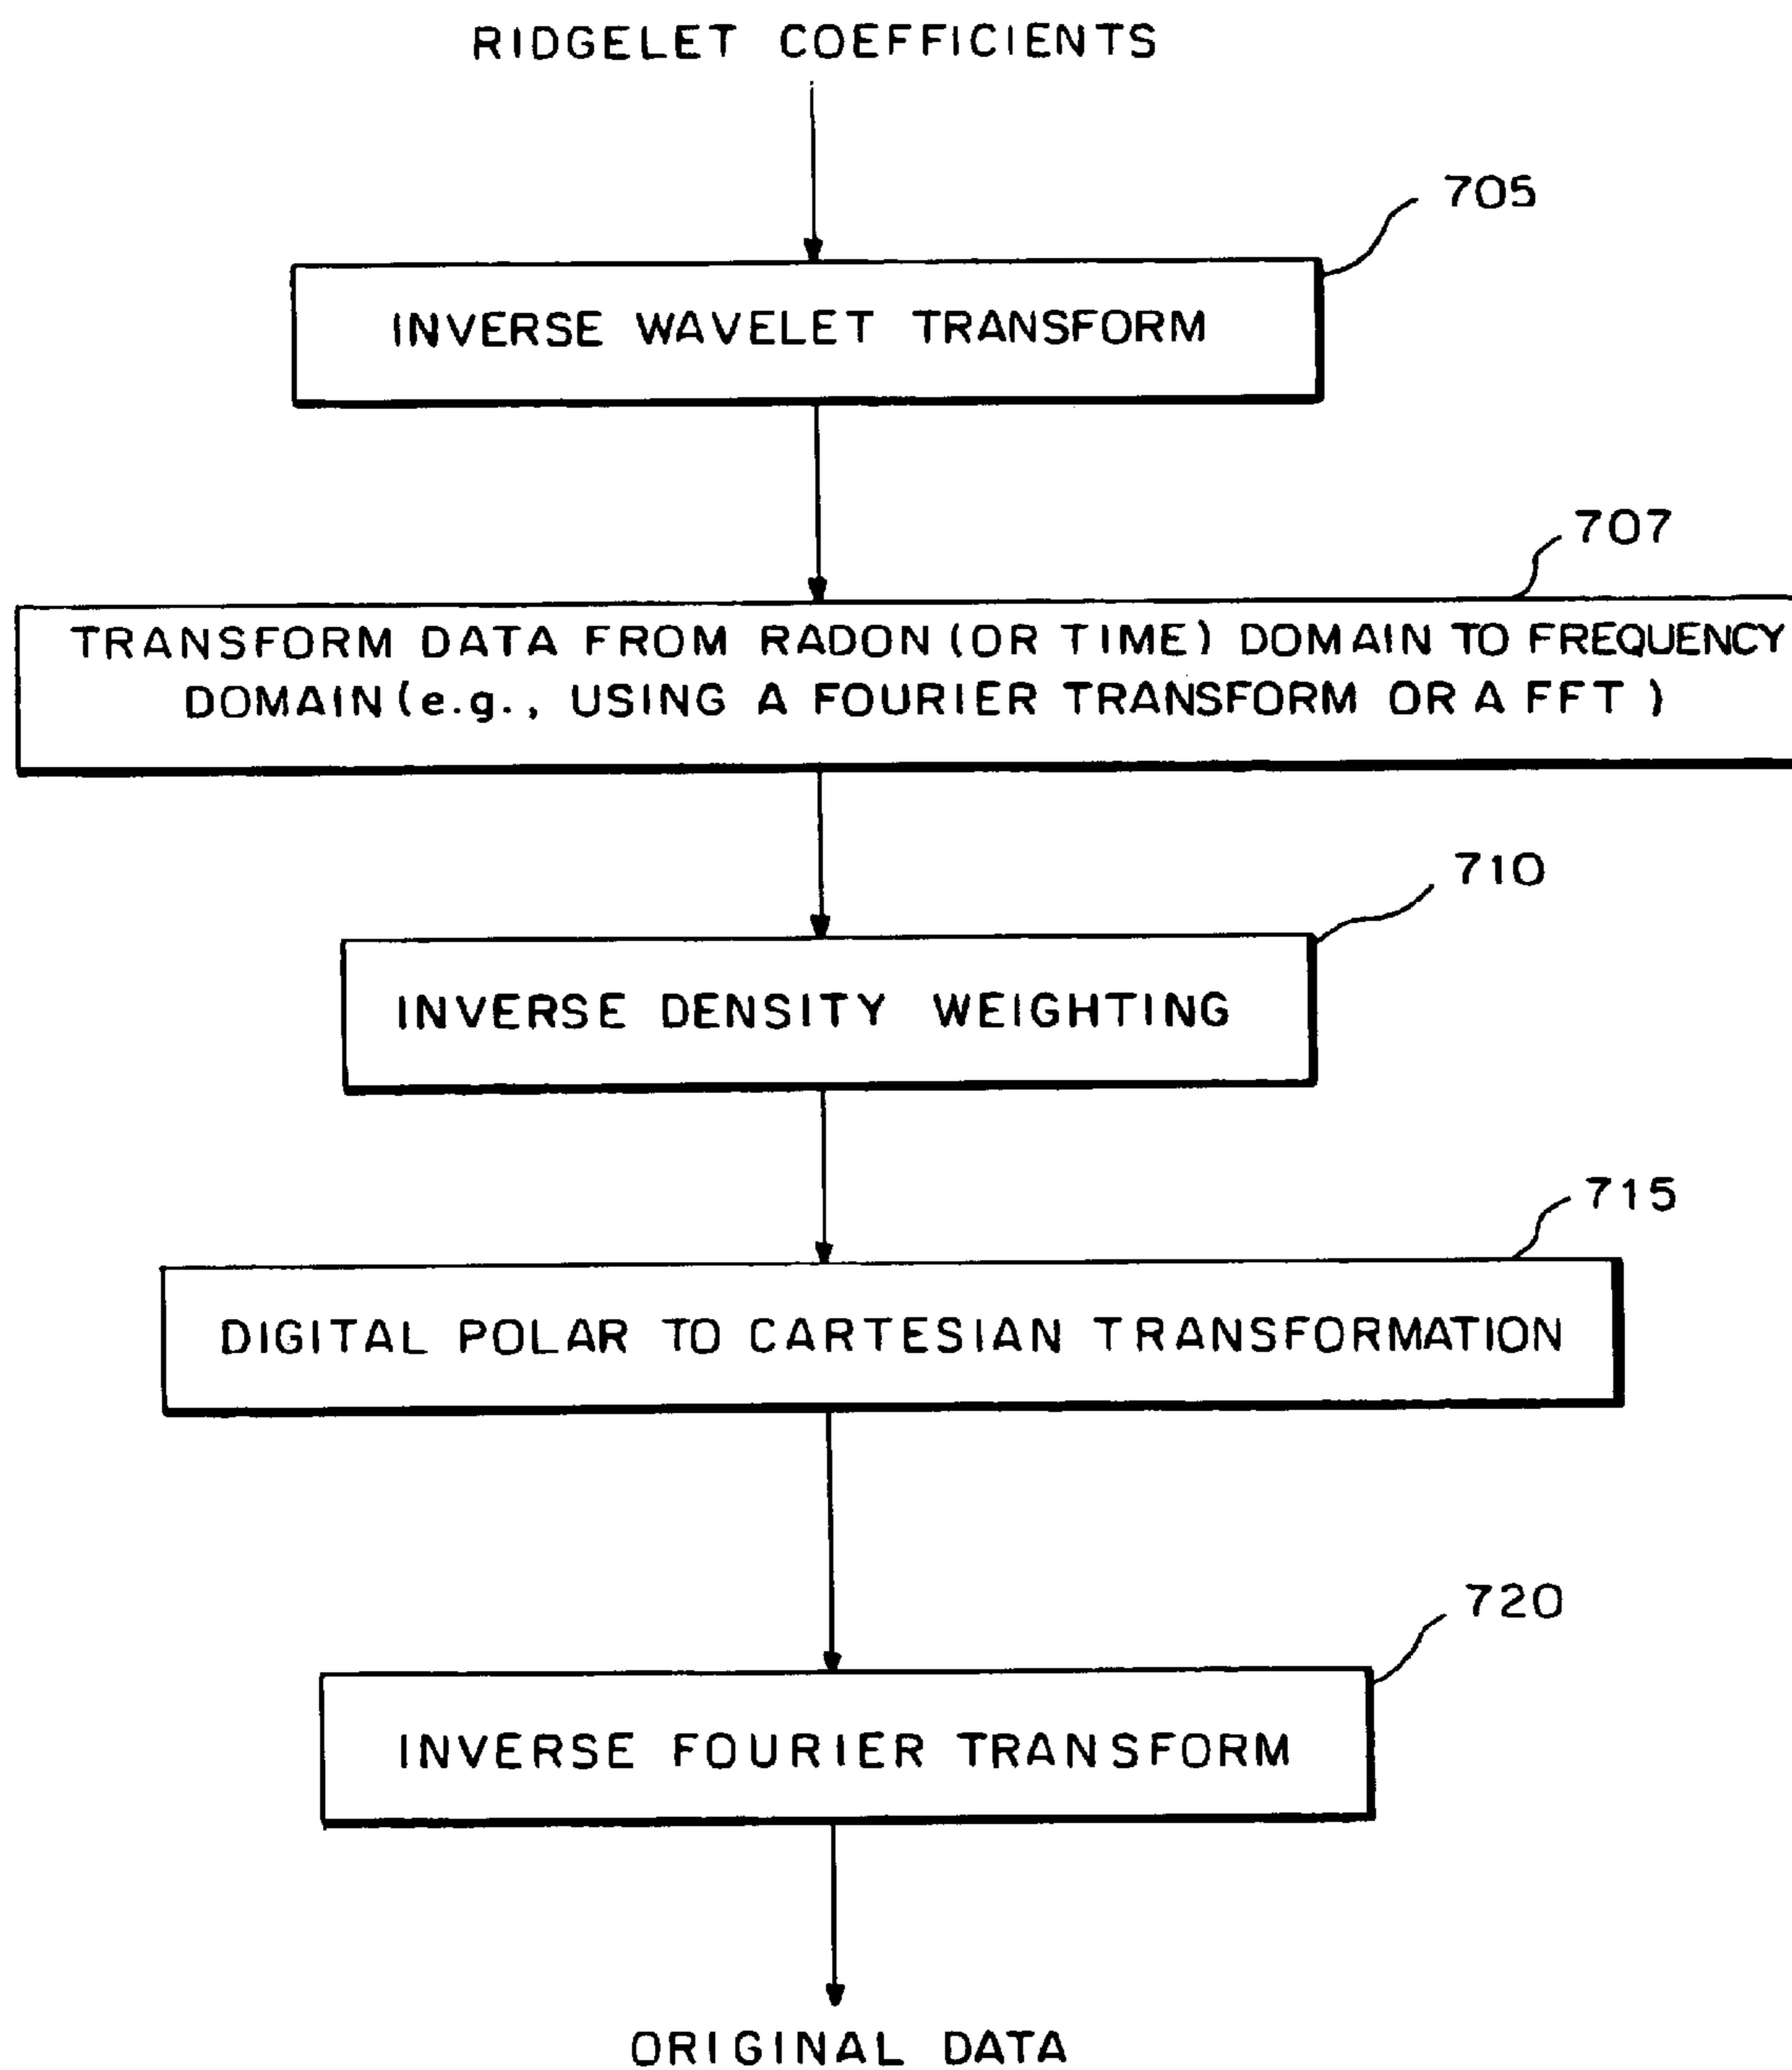 RIDGELET COEFFICIENTS
705
INVERSE WAVELET TRANSFORM
707
TRANSFORM DATA FROM RADON (OR TIME) DOMAIN TO FREQUENCY
DOMAIN (e.g., USING A FOURIER TRANSFORM OR A FFT)
710
INVERSE DENSITY WEIGHTING
715
DIGITAL POLAR TO CARTESIAN TRANSFORMATION
720
INVERSE FOURIER TRANSFORM
ORIGINAL DATA